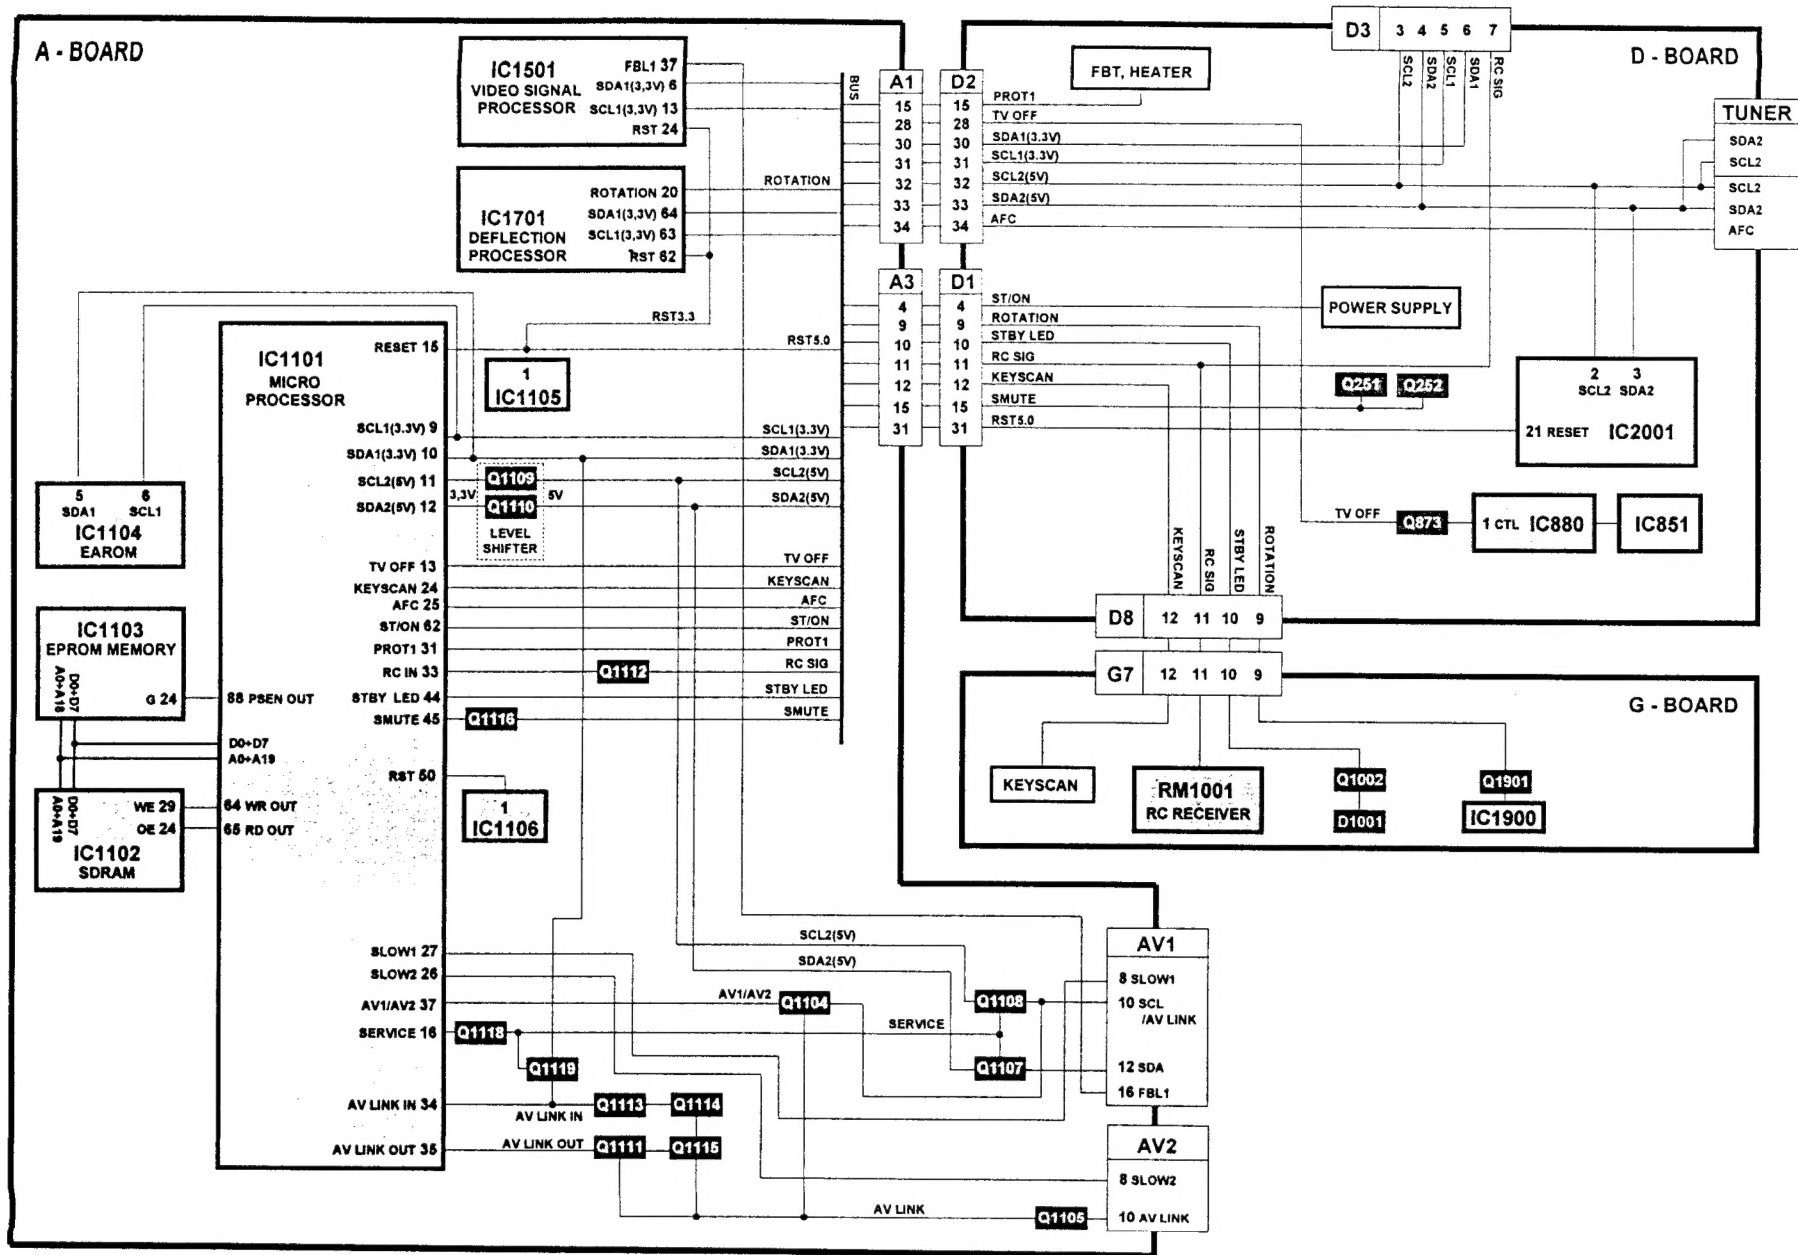 A - BOARD
IC1501
VIDEO SIGNAL
PROCESSOR
FBL1 37
SDA1(3,3V) 6
SCL1(3,3V) 13
RST 24
IC1701
DEFLECTION
PROCESSOR
ROTATION 20
SDA1(3,3V) 64
SCL1(3,3V) 63
RST 62
ROTATION
BUS
RST3.3
RST5.0
IC1101
MICRO
PROCESSOR
RESET 15
SCL1(3.3V) 9
SDA1(3.3V) 10
SCL2(5V) 11
SDA2(5V) 12
TV OFF 13
KEYSCAN 24
AFC 25
ST/ON 62
PROT1 31
RC IN 33
STBY LED 44
SMUTE 45
RST 50
SLOW1 27
SLOW2 26
AV1/AV2 37
SERVICE 16
AV LINK IN 34
AV LINK OUT 35
88 PSEN OUT
D0+D7
A0+A19
64 WR OUT
65 RD OUT
1
IC1105
3,3V
Q1109
5V
Q1110
LEVEL
SHIFTER
SCL1(3.3V)
SDA1(3.3V)
SCL2(5V)
SDA2(5V)
TV OFF
KEYSCAN
AFC
ST/ON
PROT1
RC SIG
STBY LED
SMUTE
Q1112
Q1116
1
IC1106
5 6
SDA1 SCL1
IC1104
EAROM
IC1103
EPROM MEMORY
A0+A18
D0+D7
G 24
A0+A19
D0+D7
WE 29
OE 24
IC1102
SDRAM
SCL2(5V)
SDA2(5V)
AV1/AV2
Q1104
Q1108
SERVICE
Q1118
Q1119
Q1107
AV LINK IN
Q1113
Q1114
AV LINK OUT
Q1111
Q1115
AV LINK
Q1105
AV1
8 SLOW1
10 SCL
/AV LINK
12 SDA
16 FBL1
AV2
8 SLOW2
10 AV LINK
A1
15
28
30
31
32
33
34
A3
4
9
10
11
12
15
31
D2
15
28
30
31
32
33
34
D1
4
9
10
11
12
15
31
D - BOARD
D3 3 4 5 6 7
SCL2
SDA2
SCL1
SDA1
RC SIG
FBT, HEATER
PROT1
TV OFF
SDA1(3.3V)
SCL1(3.3V)
SCL2(5V)
SDA2(5V)
AFC
TUNER
SDA2
SCL2
SCL2
SDA2
AFC
ST/ON
ROTATION
STBY LED
RC SIG
KEYSCAN
SMUTE
RST5.0
POWER SUPPLY
Q251
Q252
2 3
SCL2 SDA2
21 RESET IC2001
TV OFF
Q873
1 CTL IC880
IC851
KEYSCAN
RC SIG
STBY LED
ROTATION
D8 12 11 10 9
G7 12 11 10 9
G - BOARD
KEYSCAN
RM1001
RC RECEIVER
Q1002
D1001
Q1901
IC1900